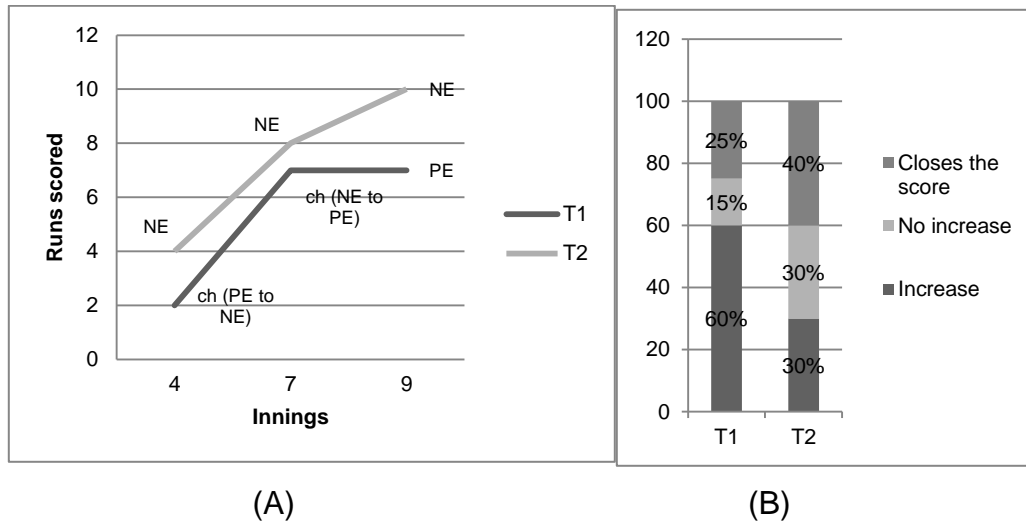 12
10
8
6
4
2
0
Runs scored
NE
NE
NE
PE
ch (NE to
PE)
ch (PE to
NE)
4
7
9
Innings
T1
T2
(A)
120
100
80
60
40
20
0
25%
15%
60%
40%
30%
30%
T1
T2
Closes the
score
No increase
Increase
(B)